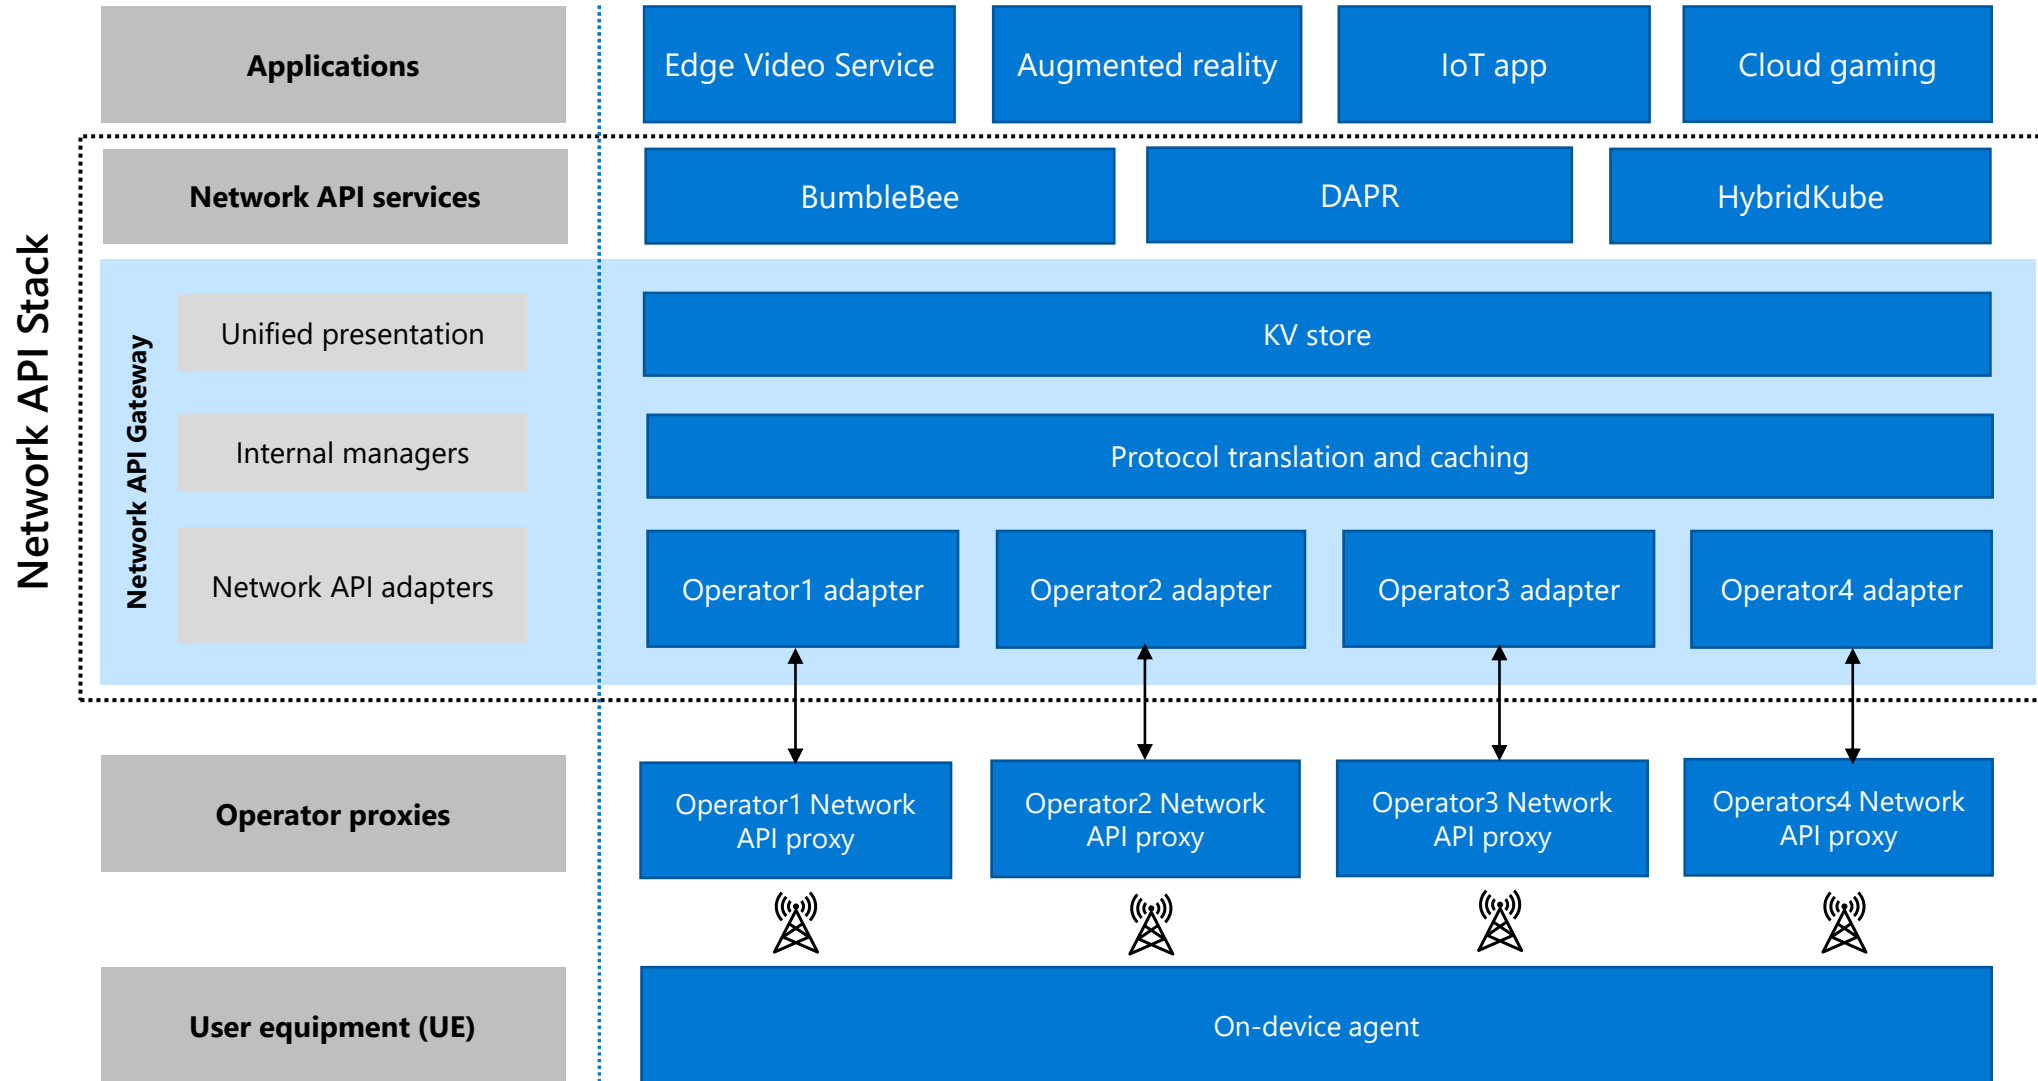 Applications
Edge Video Service
Augmented reality
IoT app
Cloud gaming
Network API Stack
Network API services
BumbleBee
DAPR
HybridKube
Network API Gateway
Unified presentation
KV store
Internal managers
Protocol translation and caching
Network API adapters
Operator1 adapter
Operator2 adapter
Operator3 adapter
Operator4 adapter
Operator proxies
Operator1 Network
API proxy
Operator2 Network
API proxy
Operator3 Network
API proxy
Operators4 Network
API proxy
User equipment (UE)
On-device agent